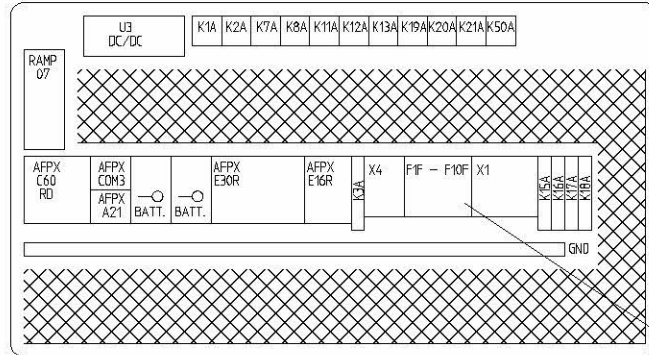 U3
DC/DC
K1A K2A K7A K8A K11A K12A K13A K19A K20A K21A K50A
RAMP
07
AFPX
C60
RD
AFPX
COM3
AFPX
A21
BATT.
BATT.
AFPX
E30R
AFPX
E16R
K3A
X4
F1F - F10F
X1
K15A
K16A
K17A
K18A
GND